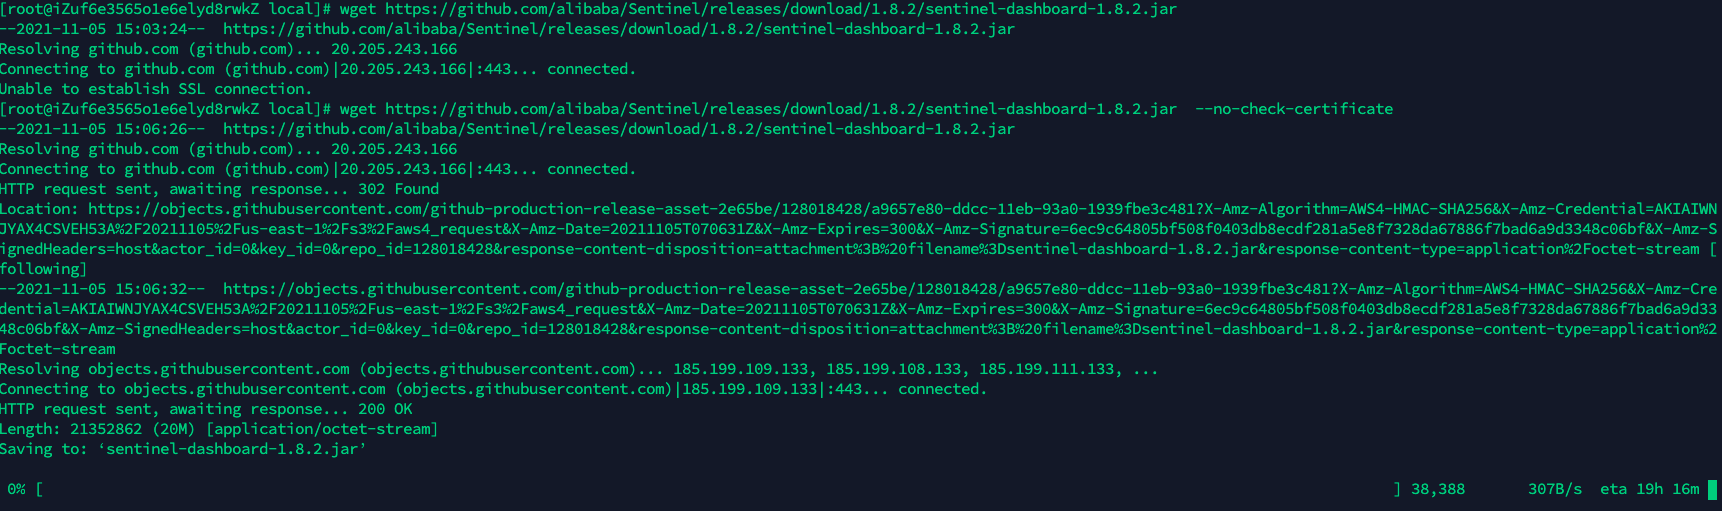 [root@iZuf6e3565o1e6elyd8rwkZ local]# wget https://github.com/alibaba/Sentinel/releases/download/1.8.2/sentinel-dashboard-1.8.2.jar
--2021-11-05 15:03:24--  https://github.com/alibaba/Sentinel/releases/download/1.8.2/sentinel-dashboard-1.8.2.jar
Resolving github.com (github.com)... 20.205.243.166
Connecting to github.com (github.com)|20.205.243.166|:443... connected.
Unable to establish SSL connection.
[root@iZuf6e3565o1e6elyd8rwkZ local]# wget https://github.com/alibaba/Sentinel/releases/download/1.8.2/sentinel-dashboard-1.8.2.jar  --no-check-certificate
--2021-11-05 15:06:26--  https://github.com/alibaba/Sentinel/releases/download/1.8.2/sentinel-dashboard-1.8.2.jar
Resolving github.com (github.com)... 20.205.243.166
Connecting to github.com (github.com)|20.205.243.166|:443... connected.
HTTP request sent, awaiting response... 302 Found
Location: https://objects.githubusercontent.com/github-production-release-asset-2e65be/128018428/a9657e80-ddcc-11eb-93a0-1939fbe3c481?X-Amz-Algorithm=AWS4-HMAC-SHA256&X-Amz-Credential=AKIAIWN
JYAX4CSVEH53A%2F20211105%2Fus-east-1%2Fs3%2Faws4_request&X-Amz-Date=20211105T070631Z&X-Amz-Expires=300&X-Amz-Signature=6ec9c64805bf508f0403db8ecdf281a5e8f7328da67886f7bad6a9d3348c06bf&X-Amz-S
ignedHeaders=host&actor_id=0&key_id=0&repo_id=128018428&response-content-disposition=attachment%3B%20filename%3Dsentinel-dashboard-1.8.2.jar&response-content-type=application%2Foctet-stream [
following]
--2021-11-05 15:06:32--  https://objects.githubusercontent.com/github-production-release-asset-2e65be/128018428/a9657e80-ddcc-11eb-93a0-1939fbe3c481?X-Amz-Algorithm=AWS4-HMAC-SHA256&X-Amz-Cre
dential=AKIAIWNJYAX4CSVEH53A%2F20211105%2Fus-east-1%2Fs3%2Faws4_request&X-Amz-Date=20211105T070631Z&X-Amz-Expires=300&X-Amz-Signature=6ec9c64805bf508f0403db8ecdf281a5e8f7328da67886f7bad6a9d33
48c06bf&X-Amz-SignedHeaders=host&actor_id=0&key_id=0&repo_id=128018428&response-content-disposition=attachment%3B%20filename%3Dsentinel-dashboard-1.8.2.jar&response-content-type=application%2
Foctet-stream
Resolving objects.githubusercontent.com (objects.githubusercontent.com)... 185.199.109.133, 185.199.108.133, 185.199.111.133, ...
Connecting to objects.githubusercontent.com (objects.githubusercontent.com)|185.199.109.133|:443... connected.
HTTP request sent, awaiting response... 200 OK
Length: 21352862 (20M) [application/octet-stream]
Saving to: ‘sentinel-dashboard-1.8.2.jar’
0% [ ] 38,388 307B/s eta 19h 16m